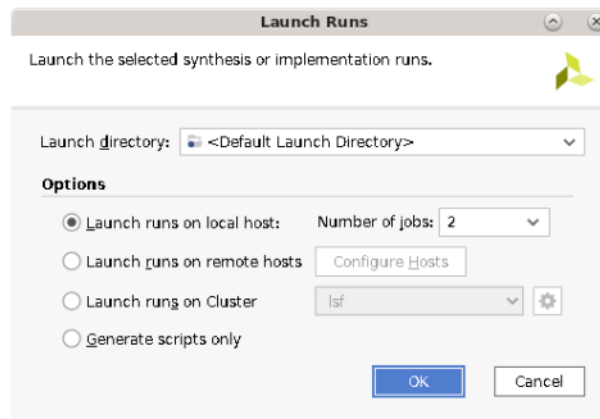 Launch Runs
Launch the selected synthesis or implementation runs.
Launch directory: <Default Launch Directory>
Options
Launch runs on local host: Number of jobs: 2
Launch runs on remote hosts Configure Hosts
Launch runs on Cluster lsf
Generate scripts only
OK Cancel